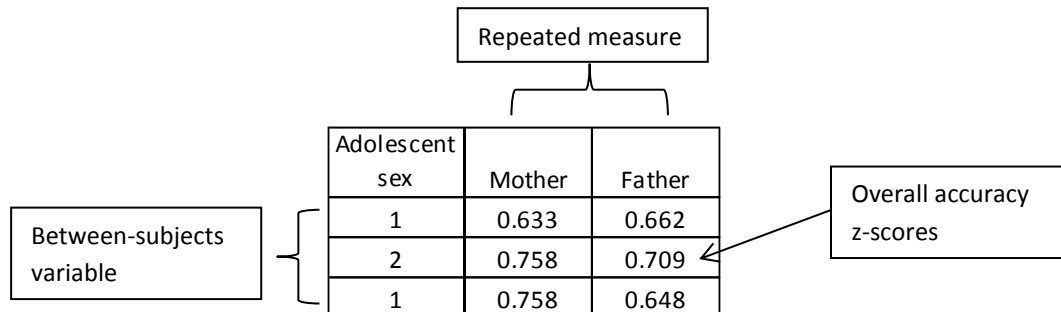 Repeated measure
Adolescent
sex Mother Father
1 0.633 0.662
2 0.758 0.709
1 0.758 0.648
Between-subjects
variable
Overall accuracy
z-scores